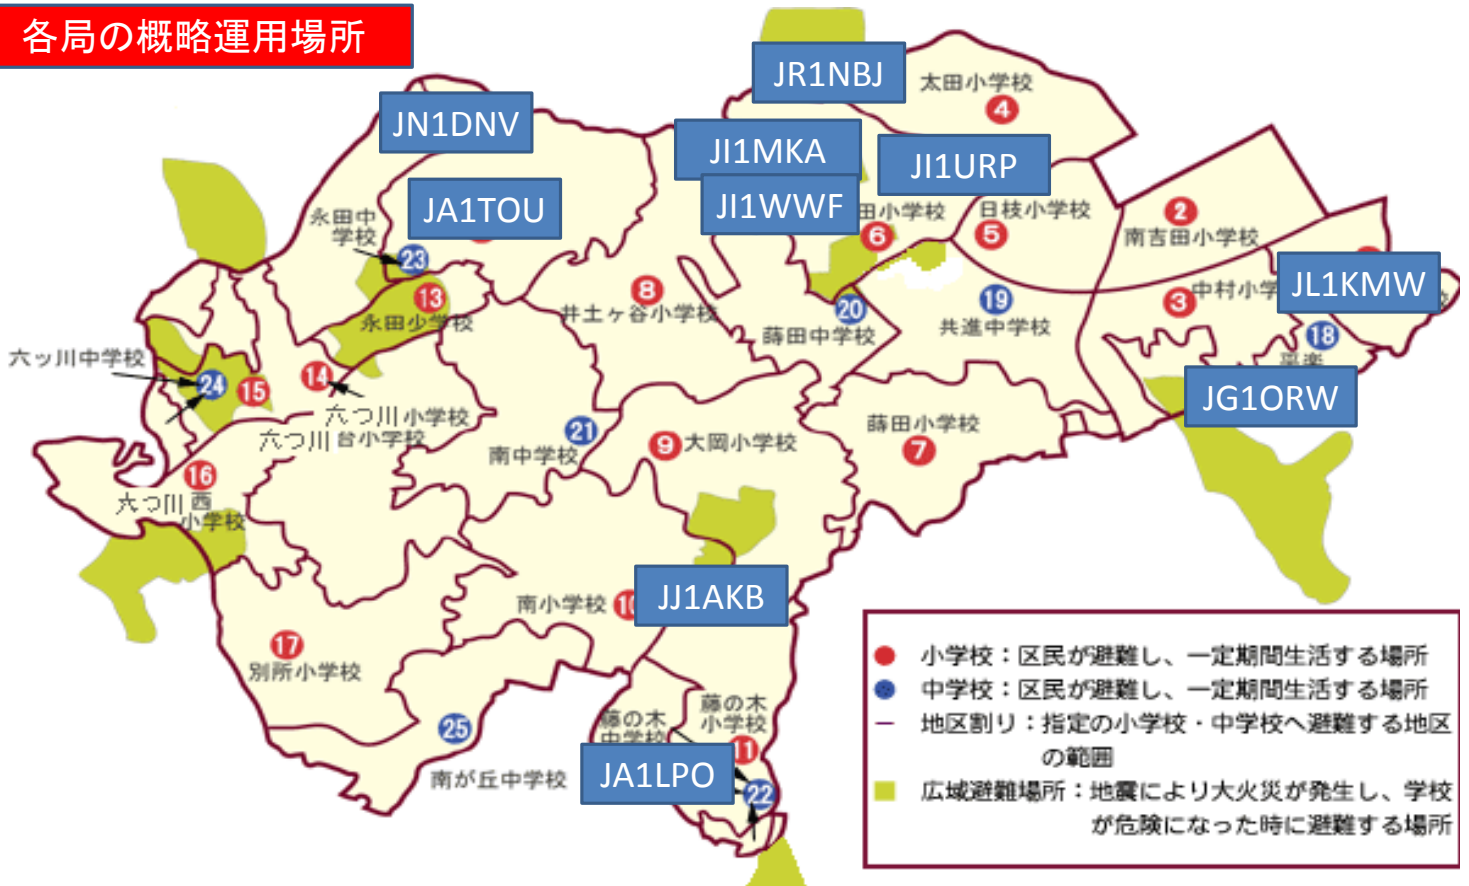 各局の概略運用場所
JR1NBJ
太田小学校
4
JN1DNV
JI1MKA
JI1URP
JA1TOU
JI1WWF
田小学校
6
日枝小学校
5
2
南吉田小学校
永田中
学校
23
13
永田少学校
8
井土ヶ谷小学校
20
蒔田中学校
19
共進中学校
3
中村小学
JL1KMW
18
平楽
六ッ川中学校
24
15
14
六つ川小学校
六つ川台小学校
JG1ORW
21
南中学校
9
大岡小学校
蒔田小学校
7
16
六つ川西
小学校
南小学校
10
JJ1AKB
17
別所小学校
25
南が丘中学校
藤の木
小学校
11
藤の木
中学校
JA1LPO
22
小学校：区民が避難し、一定期間生活する場所
中学校：区民が避難し、一定期間生活する場所
地区割り：指定の小学校・中学校へ避難する地区
の範囲
広域避難場所：地震により大火災が発生し、学校
が危険になった時に避難する場所